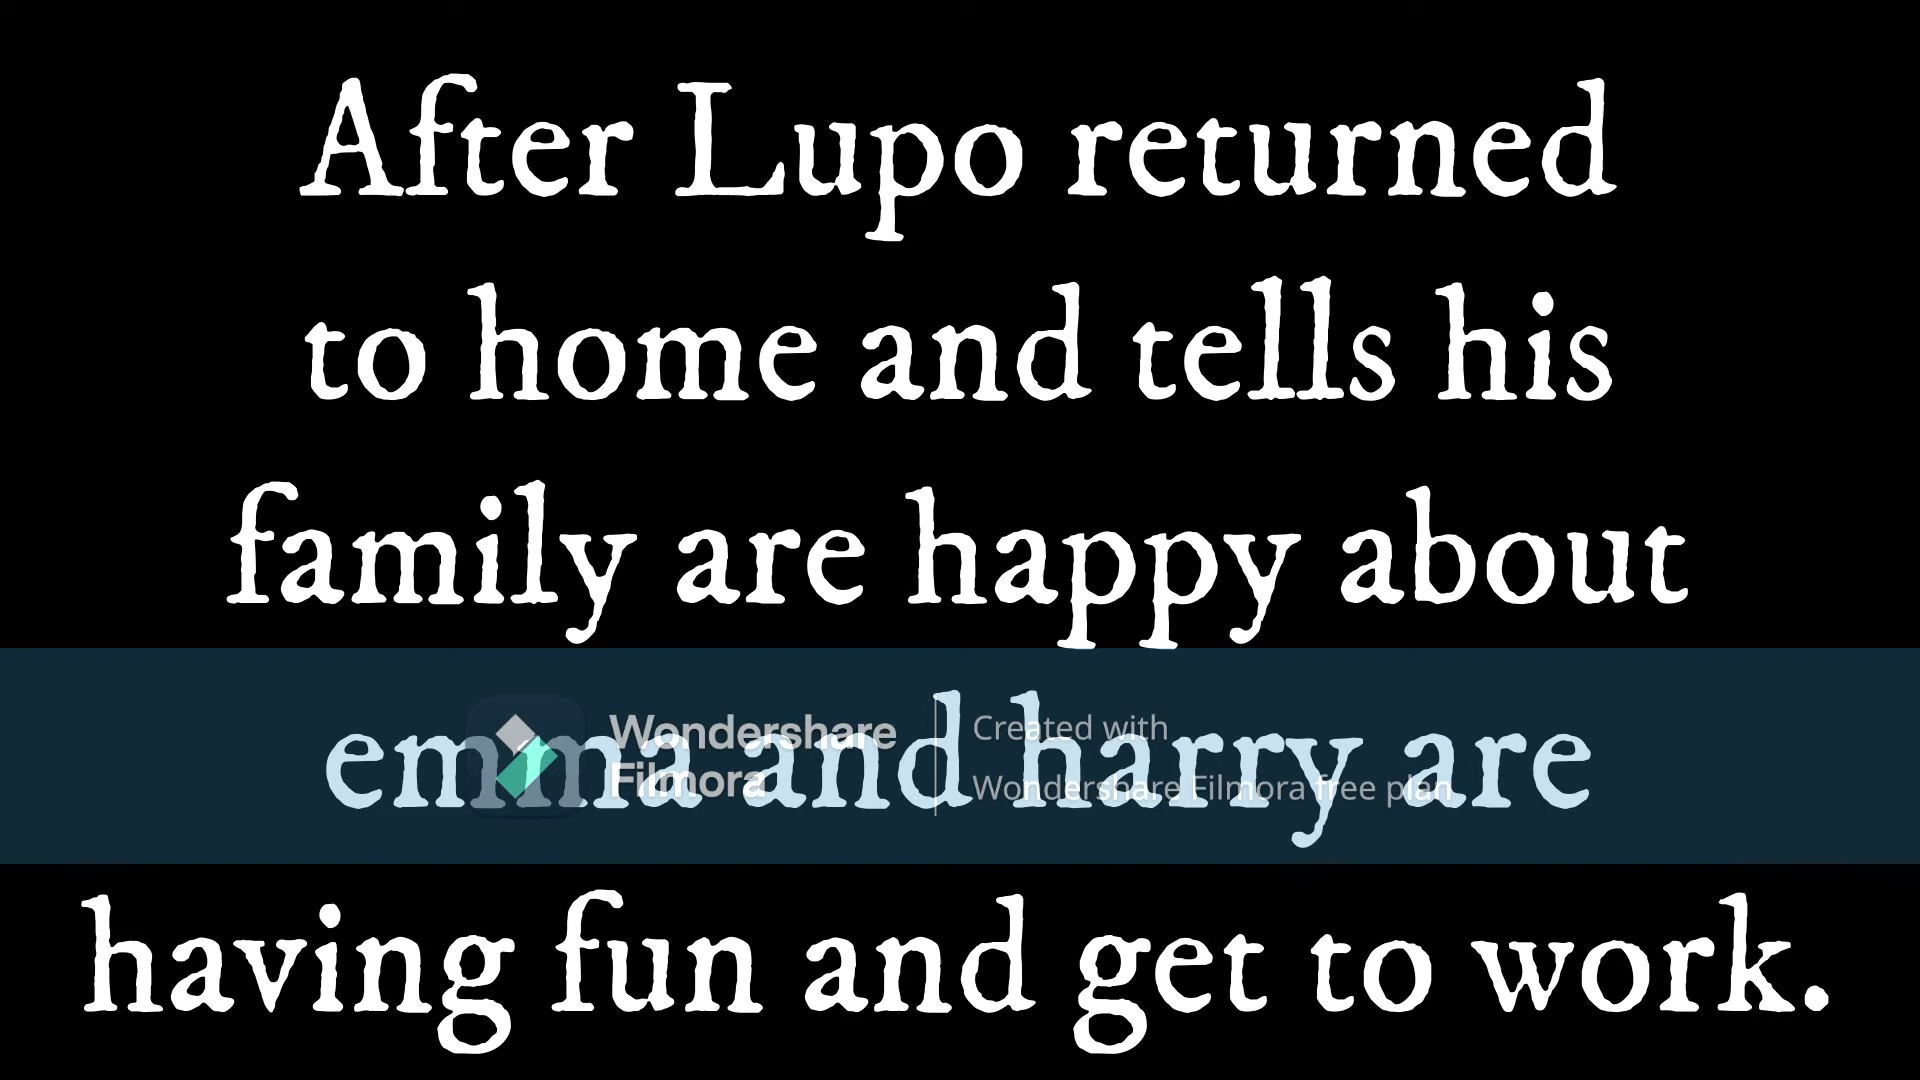 After Lupo returned
to home and tells his
family are happy about
emma and harry are
Wondershare
Filmora
Created with
Wondershare Filmora free plan
having fun and get to work.